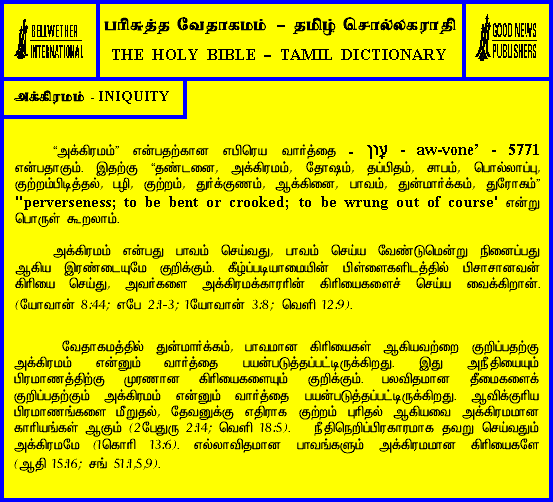 BELLWETHER
INTERNATIONAL
பரிசுத்த வேதாகமம் – தமிழ் சொல்லகராதி
THE HOLY BIBLE – TAMIL DICTIONARY
GOOD NEWS
PUBLISHERS
அக்கிரமம் - INIQUITY
“அக்கிரமம்” என்பதற்கான எபிரெய வார்த்தை - עָוֹן - aw-vone’ - 5771
என்பதாகும். இதற்கு “தண்டனை, அக்கிரமம், தோஷம், தப்பிதம், சாபம், பொல்லாப்பு,
குற்றம்பிடித்தல், பழி, குற்றம், துர்க்குணம், ஆக்கினை, பாவம், துன்மார்க்கம், துரோகம்”
"perverseness; to be bent or crooked; to be wrung out of course' என்று
பொருள் கூறலாம்.
அக்கிரமம் என்பது பாவம் செய்வது, பாவம் செய்ய வேண்டுமென்று நினைப்பது
ஆகிய இரண்டையுமே குறிக்கும். கீழ்ப்படியாமையின் பிள்ளைகளிடத்தில் பிசாசானவன்
கிரியை செய்து, அவர்களை அக்கிரமக்காரரின் கிரியைகளைச் செய்ய வைக்கிறான்.
(யோவான் 8:44; எபே 2:1-3; 1யோவான் 3:8; வெளி 12:9).
வேதாகமத்தில் துன்மார்க்கம், பாவமான கிரியைகள் ஆகியவற்றை குறிப்பதற்கு
அக்கிரமம் என்னும் வார்த்தை பயன்படுத்தப்பட்டிருக்கிறது. இது அநீதியையும்
பிரமாணத்திற்கு முரணான கிரியைகளையும் குறிக்கும். பலவிதமான தீமைகளைக்
குறிப்பதற்கும் அக்கிரமம் என்னும் வார்த்தை பயன்படுத்தப்பட்டிருக்கிறது. ஆவிக்குரிய
பிரமாணங்களை மீறுதல், தேவனுக்கு எதிராக குற்றம் புரிதல் ஆகியவை அக்கிரமமான
காரியங்கள் ஆகும் (2பேதுரு 2:14; வெளி 18:5). நீதிநெறிப்பிரகாரமாக தவறு செய்வதும்
அக்கிரமமே (1கொரி 13:6). எல்லாவிதமான பாவங்களும் அக்கிரமமான கிரியைகளே
(ஆதி 15:16; சங் 51:1,5,9).